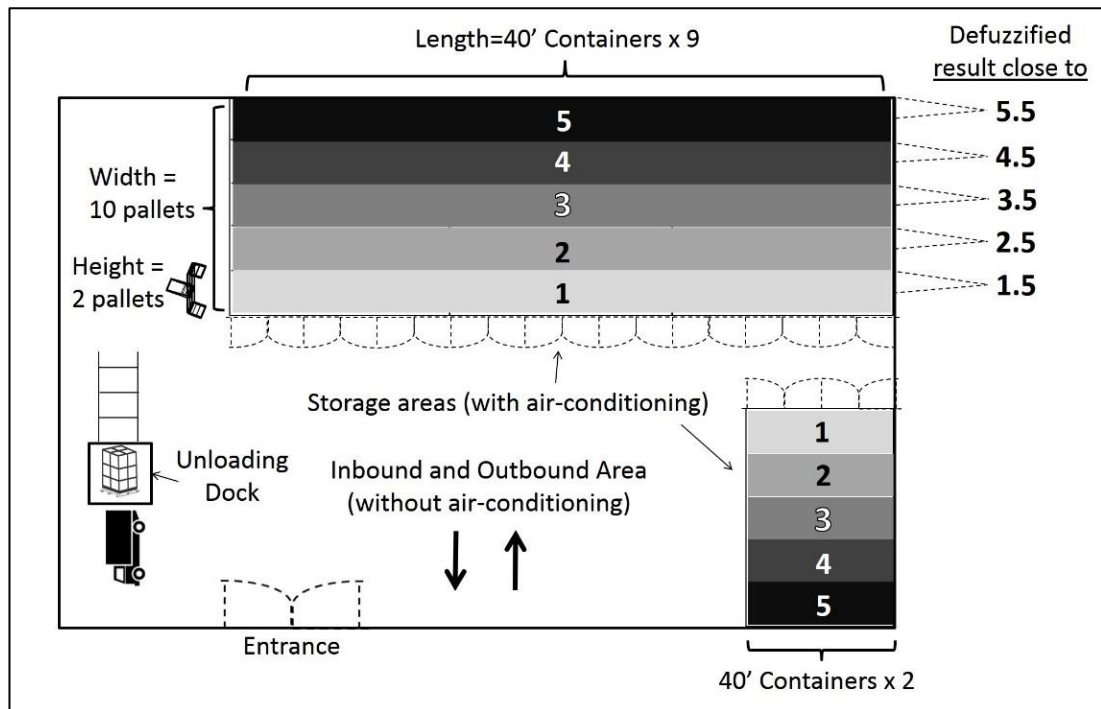 Length=40’ Containers x 9
Defuzzified
result close to
5
5.5
4
4.5
Width =
10 pallets
3
3.5
2
2.5
Height =
2 pallets
1
1.5
Storage areas (with air-conditioning)
1
Unloading
Dock
Inbound and Outbound Area
(without air-conditioning)
2
3
4
5
Entrance
40’ Containers x 2